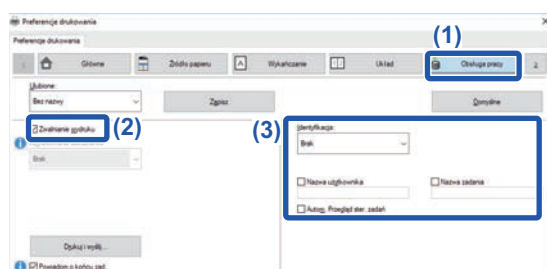 Preferencje drukowania
Preferencje drukowania
(1)
Główne
Źródło papieru
Wykańczanie
Układ
Obsługa pracy
Ulubione:
Bez nazwy
Zapisz
Domyślne
Zwalnianie wydruku
(2)
(3)
Identyfikacja:
Brak
Brak
Nazwa użytkownika:
Nazwa zadania:
Autom. Przegląd ster. zadań
Drukuj i wyślij...
Powiadom o końcu zad.